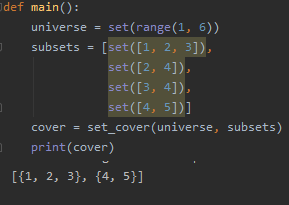 def main():
    universe = set(range(1, 6))
    subsets = [set([1, 2, 3]),
               set([2, 4]),
               set([3, 4]),
               set([4, 5])]
    cover = set_cover(universe, subsets)
    print(cover)
[{1, 2, 3}, {4, 5}]